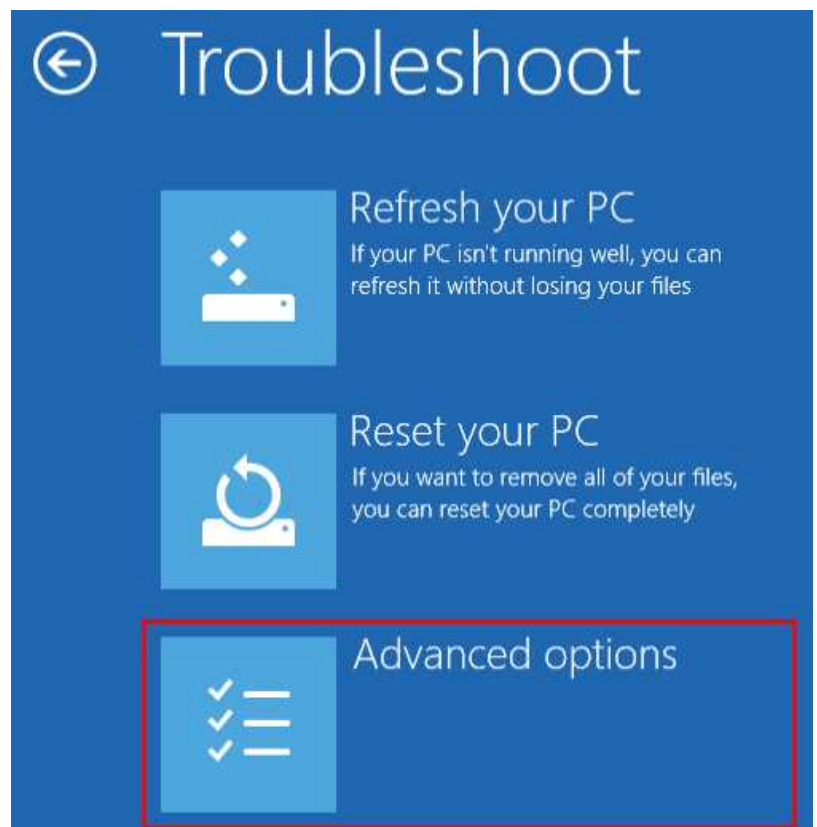 Troubleshoot
Refresh your PC
If your PC isn't running well, you can
refresh it without losing your files
Reset your PC
If you want to remove all of your files,
you can reset your PC completely
Advanced options